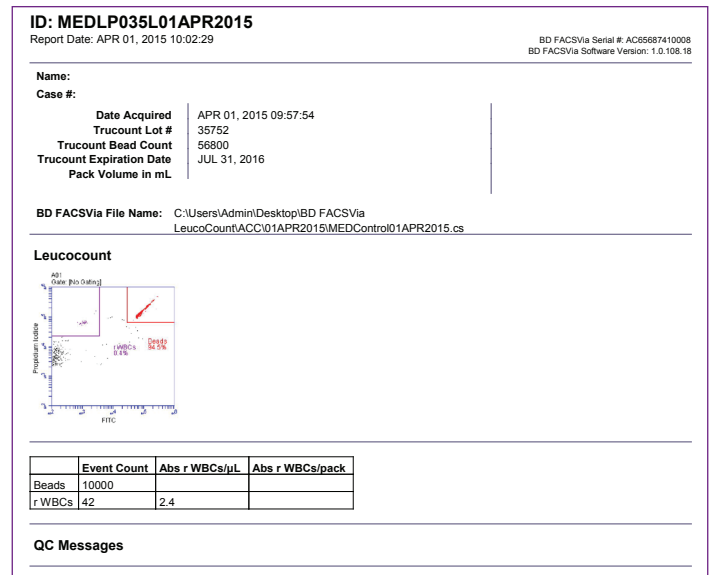 ID: MEDLP035L01APR2015
Report Date: APR 01, 2015 10:02:29
BD FACSVia Serial #: AC65687410008
BD FACSVia Software Version: 1.0.108.18
Name:
Case #:
Date Acquired APR 01, 2015 09:57:54
Trucount Lot # 35752
Trucount Bead Count 56800
Trucount Expiration Date JUL 31, 2016
Pack Volume in mL
BD FACSVia File Name: C:\Users\Admin\Desktop\BD FACSVia
LeucoCount\ACC\01APR2015\MEDControl01APR2015.cs
Leucocount
A01
Gate: [No Gating]
Propidium Iodide
rWBCs
0.4%
Beads
94.5%
FITC
Event Count Abs r WBCs/µL Abs r WBCs/pack
Beads 10000
r WBCs 42 2.4
QC Messages